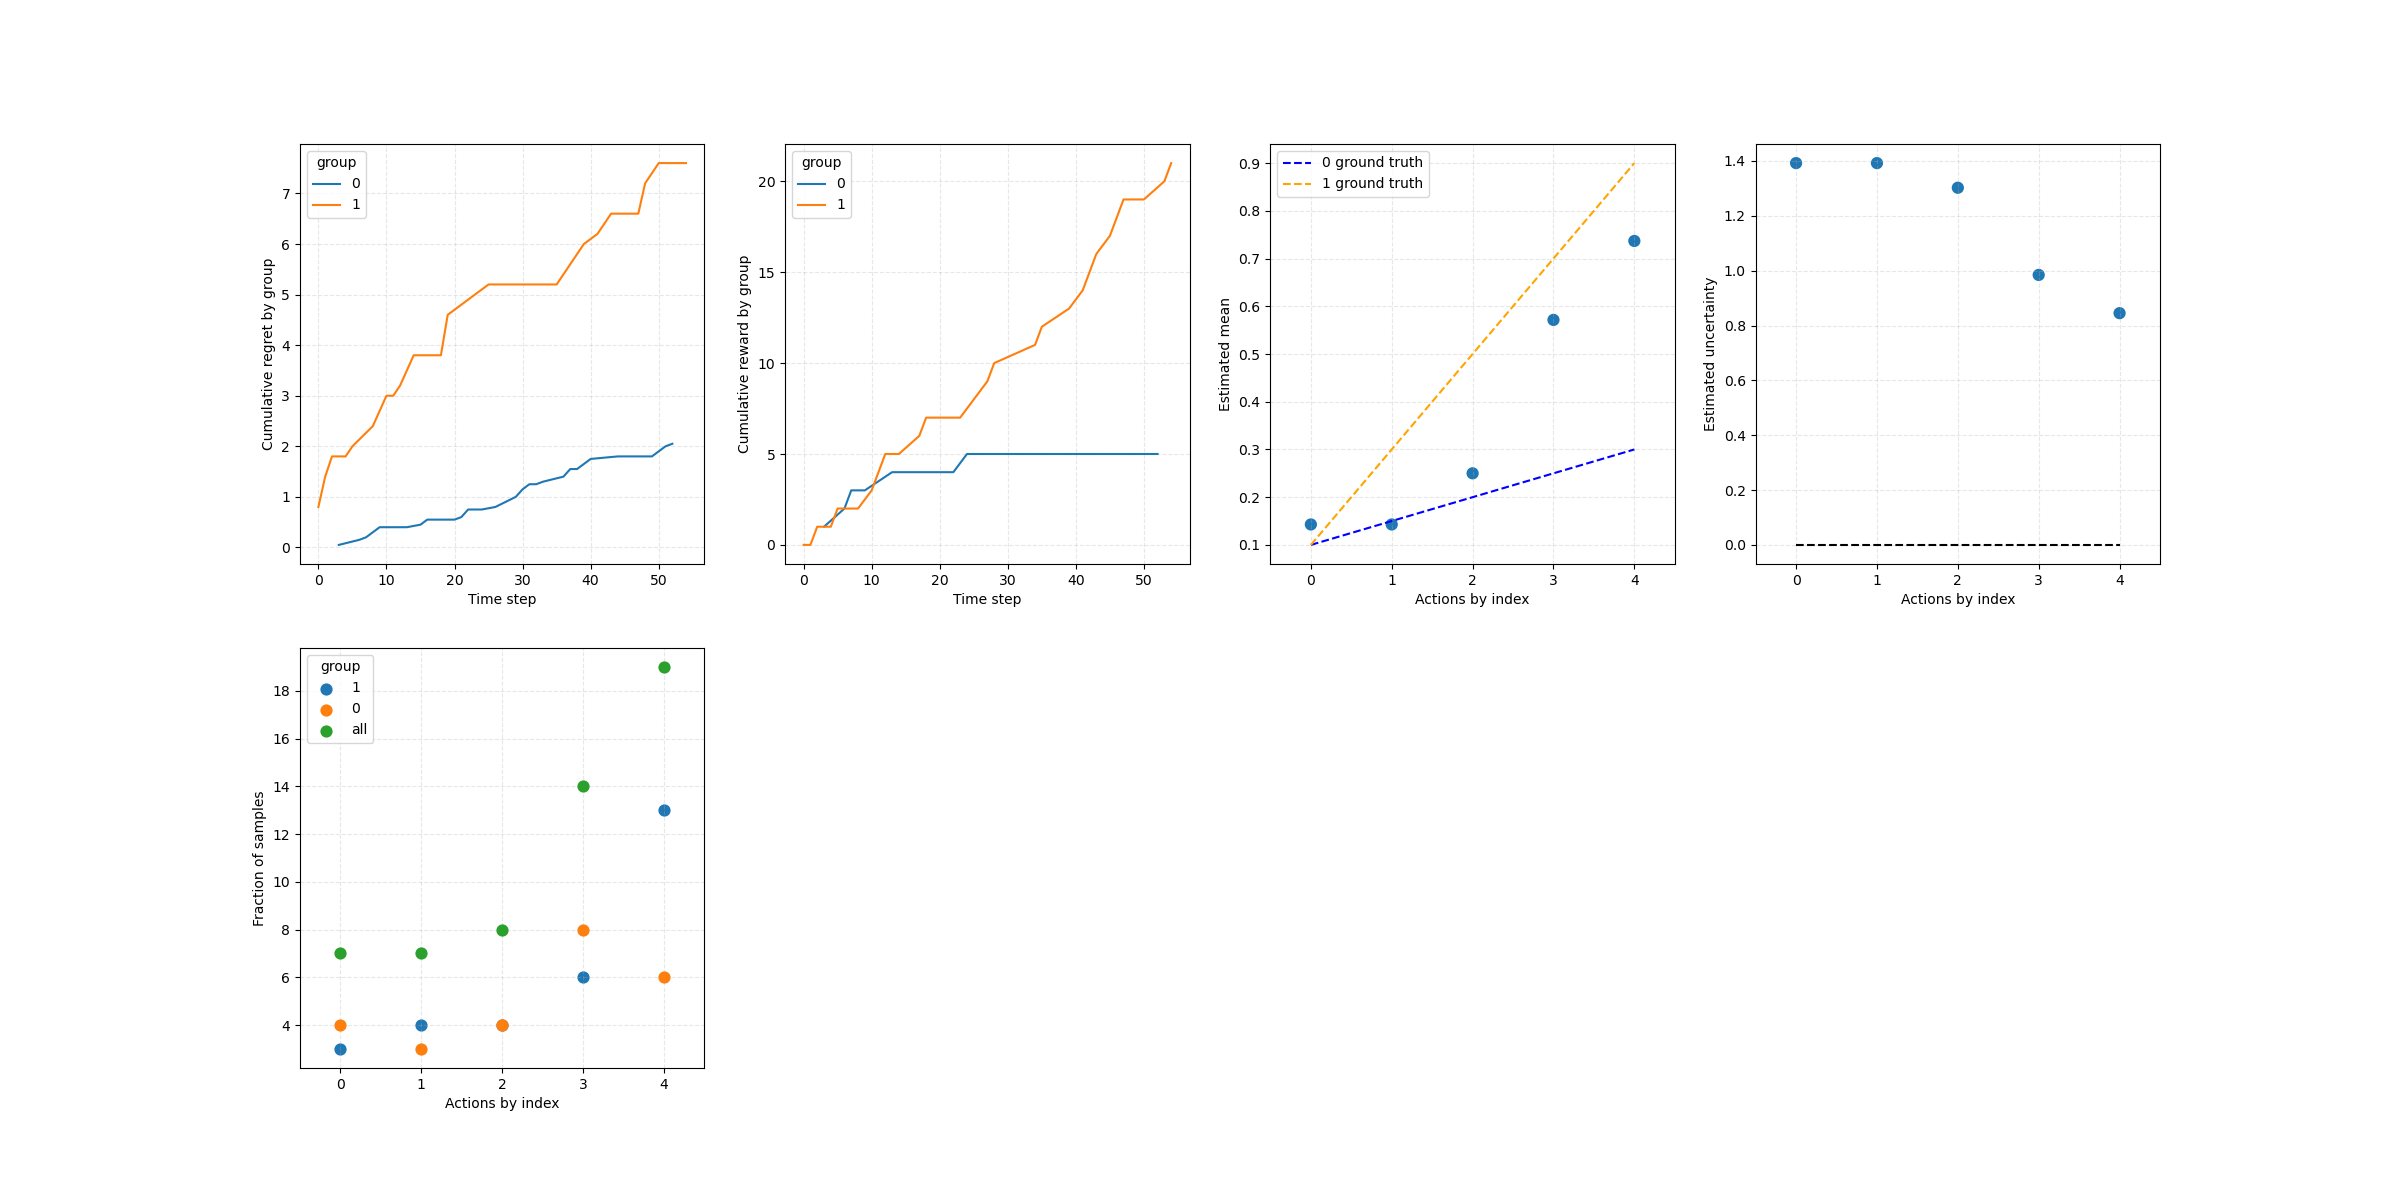 group
0
1
7
6
5
4
3
2
1
0
Cumulative regret by group
0 10 20 30 40 50
Time step
group
0
1
20
15
10
5
0
Cumulative reward by group
0 10 20 30 40 50
Time step
0 ground truth
1 ground truth
0.9
0.8
0.7
0.6
0.5
0.4
0.3
0.2
0.1
Estimated mean
0 1 2 3 4
Actions by index
1.4
1.2
1.0
0.8
0.6
0.4
0.2
0.0
Estimated uncertainty
0 1 2 3 4
Actions by index
group
1
0
all
18
16
14
12
10
8
6
4
Fraction of samples
0 1 2 3 4
Actions by index